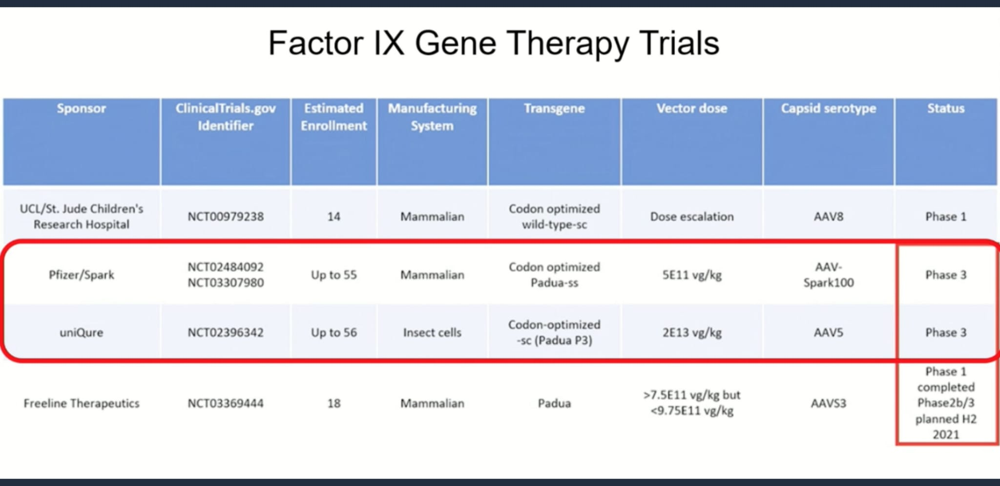 Factor IX Gene Therapy Trials
Sponsor
ClinicalTrials.gov
Identifier
Estimated
Enrollment
Manufacturing
System
Transgene
Vector dose
Capsid serotype
Status
UCL/St. Jude Children's
Research Hospital
NCT00979238
14
Mammalian
Codon optimized
wild-type-sc
Dose escalation
AAV8
Phase 1
Pfizer/Spark
NCT02484092
NCT03307980
Up to 55
Mammalian
Codon optimized
Padua-ss
5E11 vg/kg
AAV-
Spark100
Phase 3
uniQure
NCT02396342
Up to 56
Insect cells
Codon-optimized
-sc (Padua P3)
2E13 vg/kg
AAV5
Phase 3
Freeline Therapeutics
NCT03369444
18
Mammalian
Padua
>7.5E11 vg/kg but
<9.75E11 vg/kg
AAVS3
Phase 1
completed
Phase2b/3
planned H2
2021